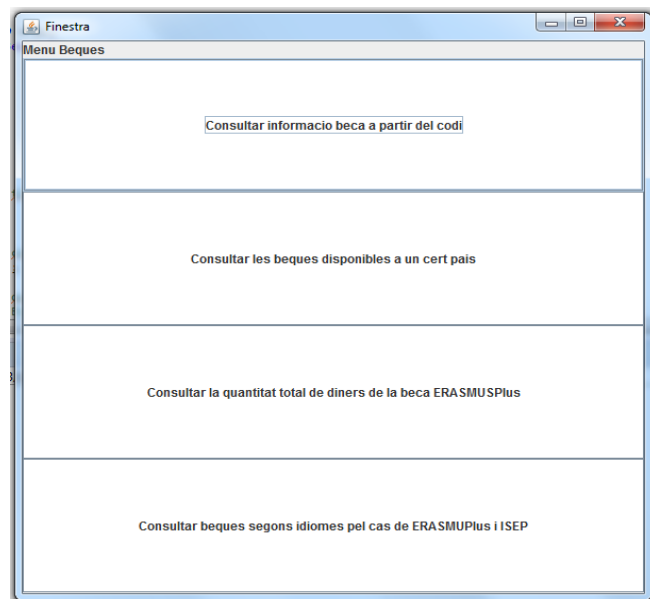 Finestra
Menu Beques
Consultar informacio beca a partir del codi
Consultar les beques disponibles a un cert pais
Consultar la quantitat total de diners de la beca ERASMUSPlus
Consultar beques segons idiomes pel cas de ERASMUPlus i ISEP